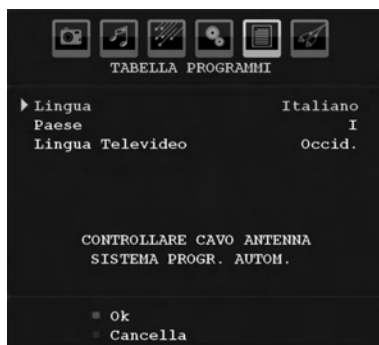 TABELLA PROGRAMMI
Lingua Italiano
Paese I
Lingua Televideo Occid.
CONTROLLARE CAVO ANTENNA
SISTEMA PROGR. AUTOM.
Ok
Cancella